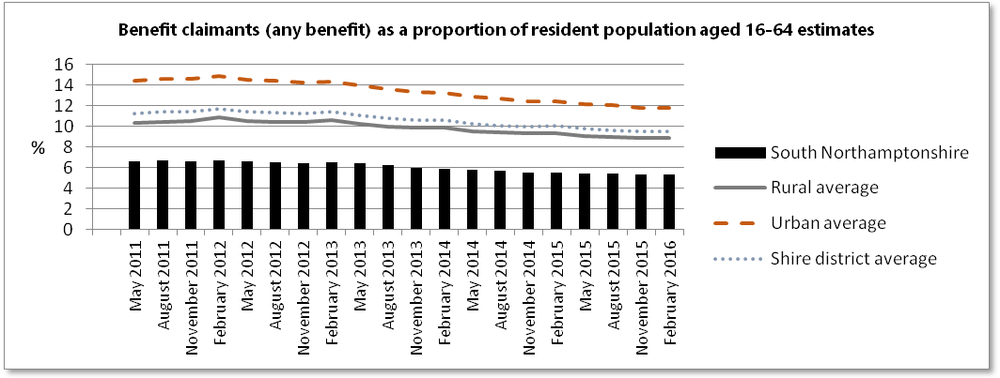 Benefit claimants (any benefit) as a proportion of resident population aged 16-64 estimates
16
14
12
10
8
6
4
2
0
%
May 2011
August 2011
November 2011
February 2012
May 2012
August 2012
November 2012
February 2013
May 2013
August 2013
November 2013
February 2014
May 2014
August 2014
November 2014
February 2015
May 2015
August 2015
November 2015
February 2016
South Northamptonshire
Rural average
Urban average
Shire district average